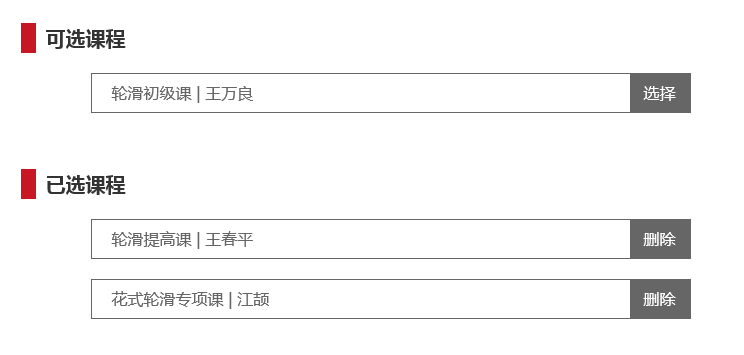 可选课程
轮滑初级课 | 王万良
选择
已选课程
轮滑提高课 | 王春平
删除
花式轮滑专项课 | 江颉
删除